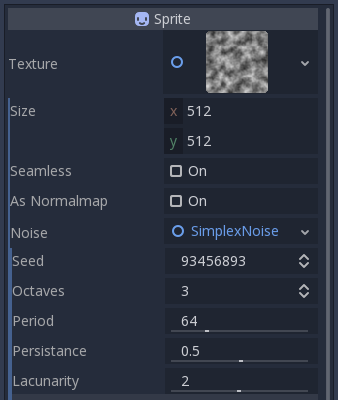 Sprite
Texture
Size x 512
y 512
Seamless On
As Normalmap On
Noise SimplexNoise
Seed 93456893
Octaves 3
Period 64
Persistance 0.5
Lacunarity 2